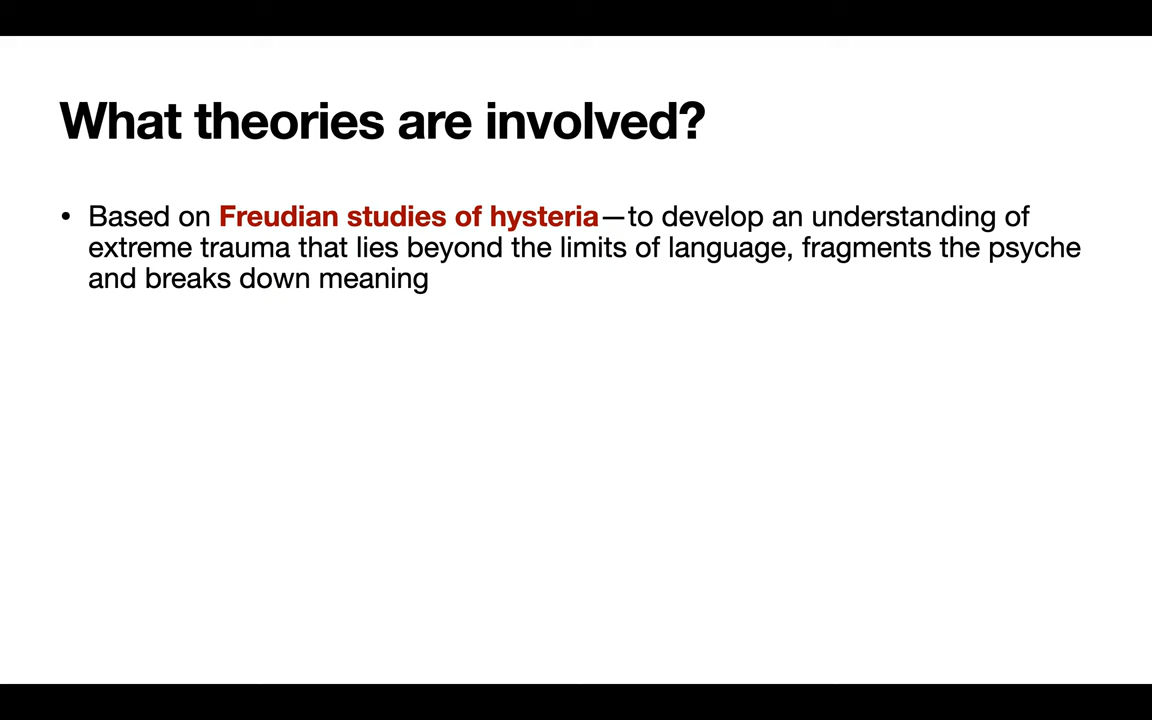 What theories are involved?
• Based on Freudian studies of hysteria—to develop an understanding of
extreme trauma that lies beyond the limits of language, fragments the psyche
and breaks down meaning